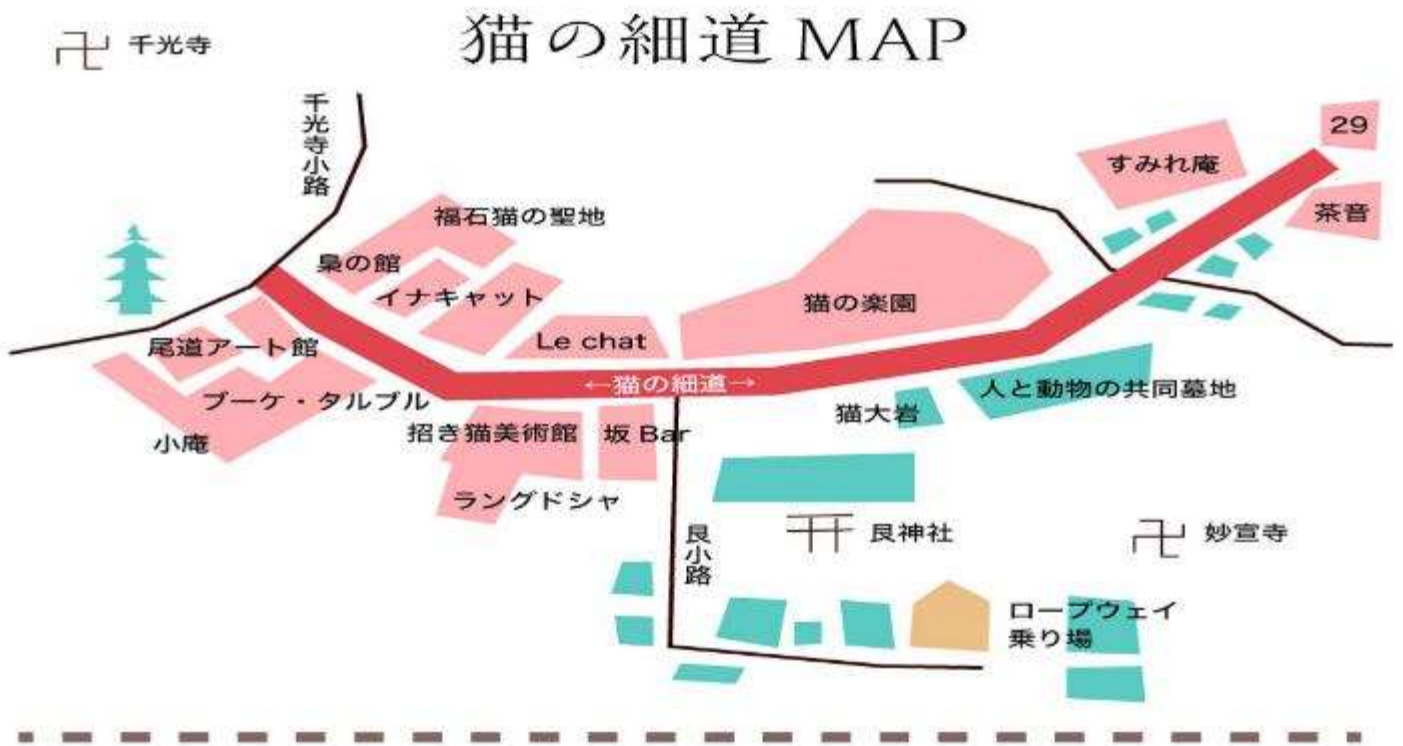 猫の細道 MAP
千光寺
千光寺小路
29
すみれ庵
茶音
福石猫の聖地
梟の館
イナキャット
猫の楽園
Le chat
尾道アート館
←猫の細道→
人と動物の共同墓地
ブーケ・タルブル
猫大岩
招き猫美術館
坂 Bar
小庵
ラングドシャ
艮小路
艮神社
妙宣寺
ロープウェイ
乗り場